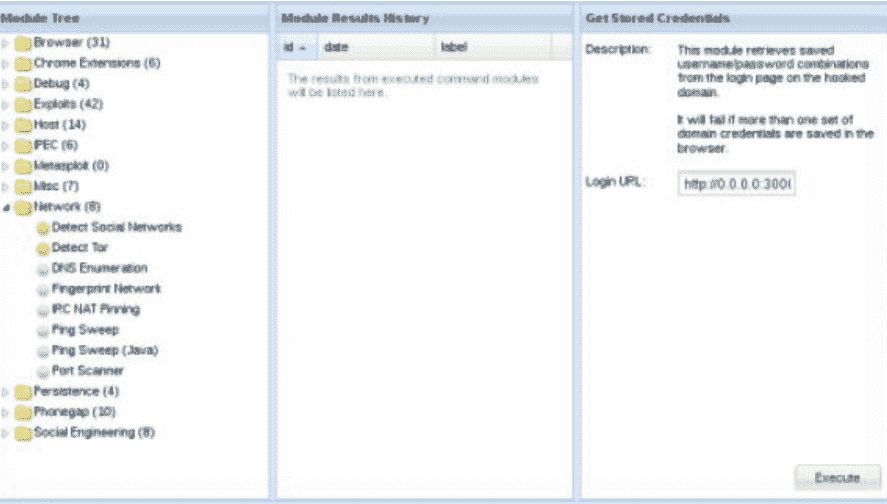 Module Tree
Browser (31)
Chrome Extensions (6)
Debug (4)
Exploits (42)
Host (14)
IPEC (6)
Metasploit (0)
Misc (7)
Network (8)
Detect Social Networks
Detect Tor
DNS Enumeration
Fingerprint Network
IRC NAT Pinning
Ping Sweep
Ping Sweep (Java)
Port Scanner
Persistence (4)
Phonegap (10)
Social Engineering (8)
Module Results History
id date label
The results from executed command modules
will be listed here.
Get Stored Credentials
Description: This module retrieves saved
username/password combinations
from the login page on the hooked
domain.
It will fail if more than one set of
domain credentials are saved in the
browser.
Login URL: http://0.0.0.0:300(
Execute